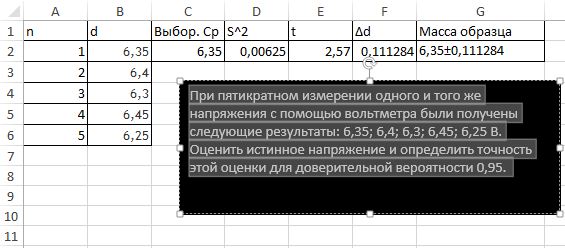 A B C D E F G
1 n d Выбор. Ср S^2 t Δd Масса образца
2 1 6,35 6,35 0,00625 2,57 0,111284 6,35±0,111284
3 2 6,4
4 3 6,3
5 4 6,45
6 5 6,25
7
8
9
10
11
При пятикратном измерении одного и того же
напряжения с помощью вольтметра были получены
следующие результаты: 6,35; 6,4; 6,3; 6,45; 6,25 В.
Оценить истинное напряжение и определить точность
этой оценки для доверительной вероятности 0,95.